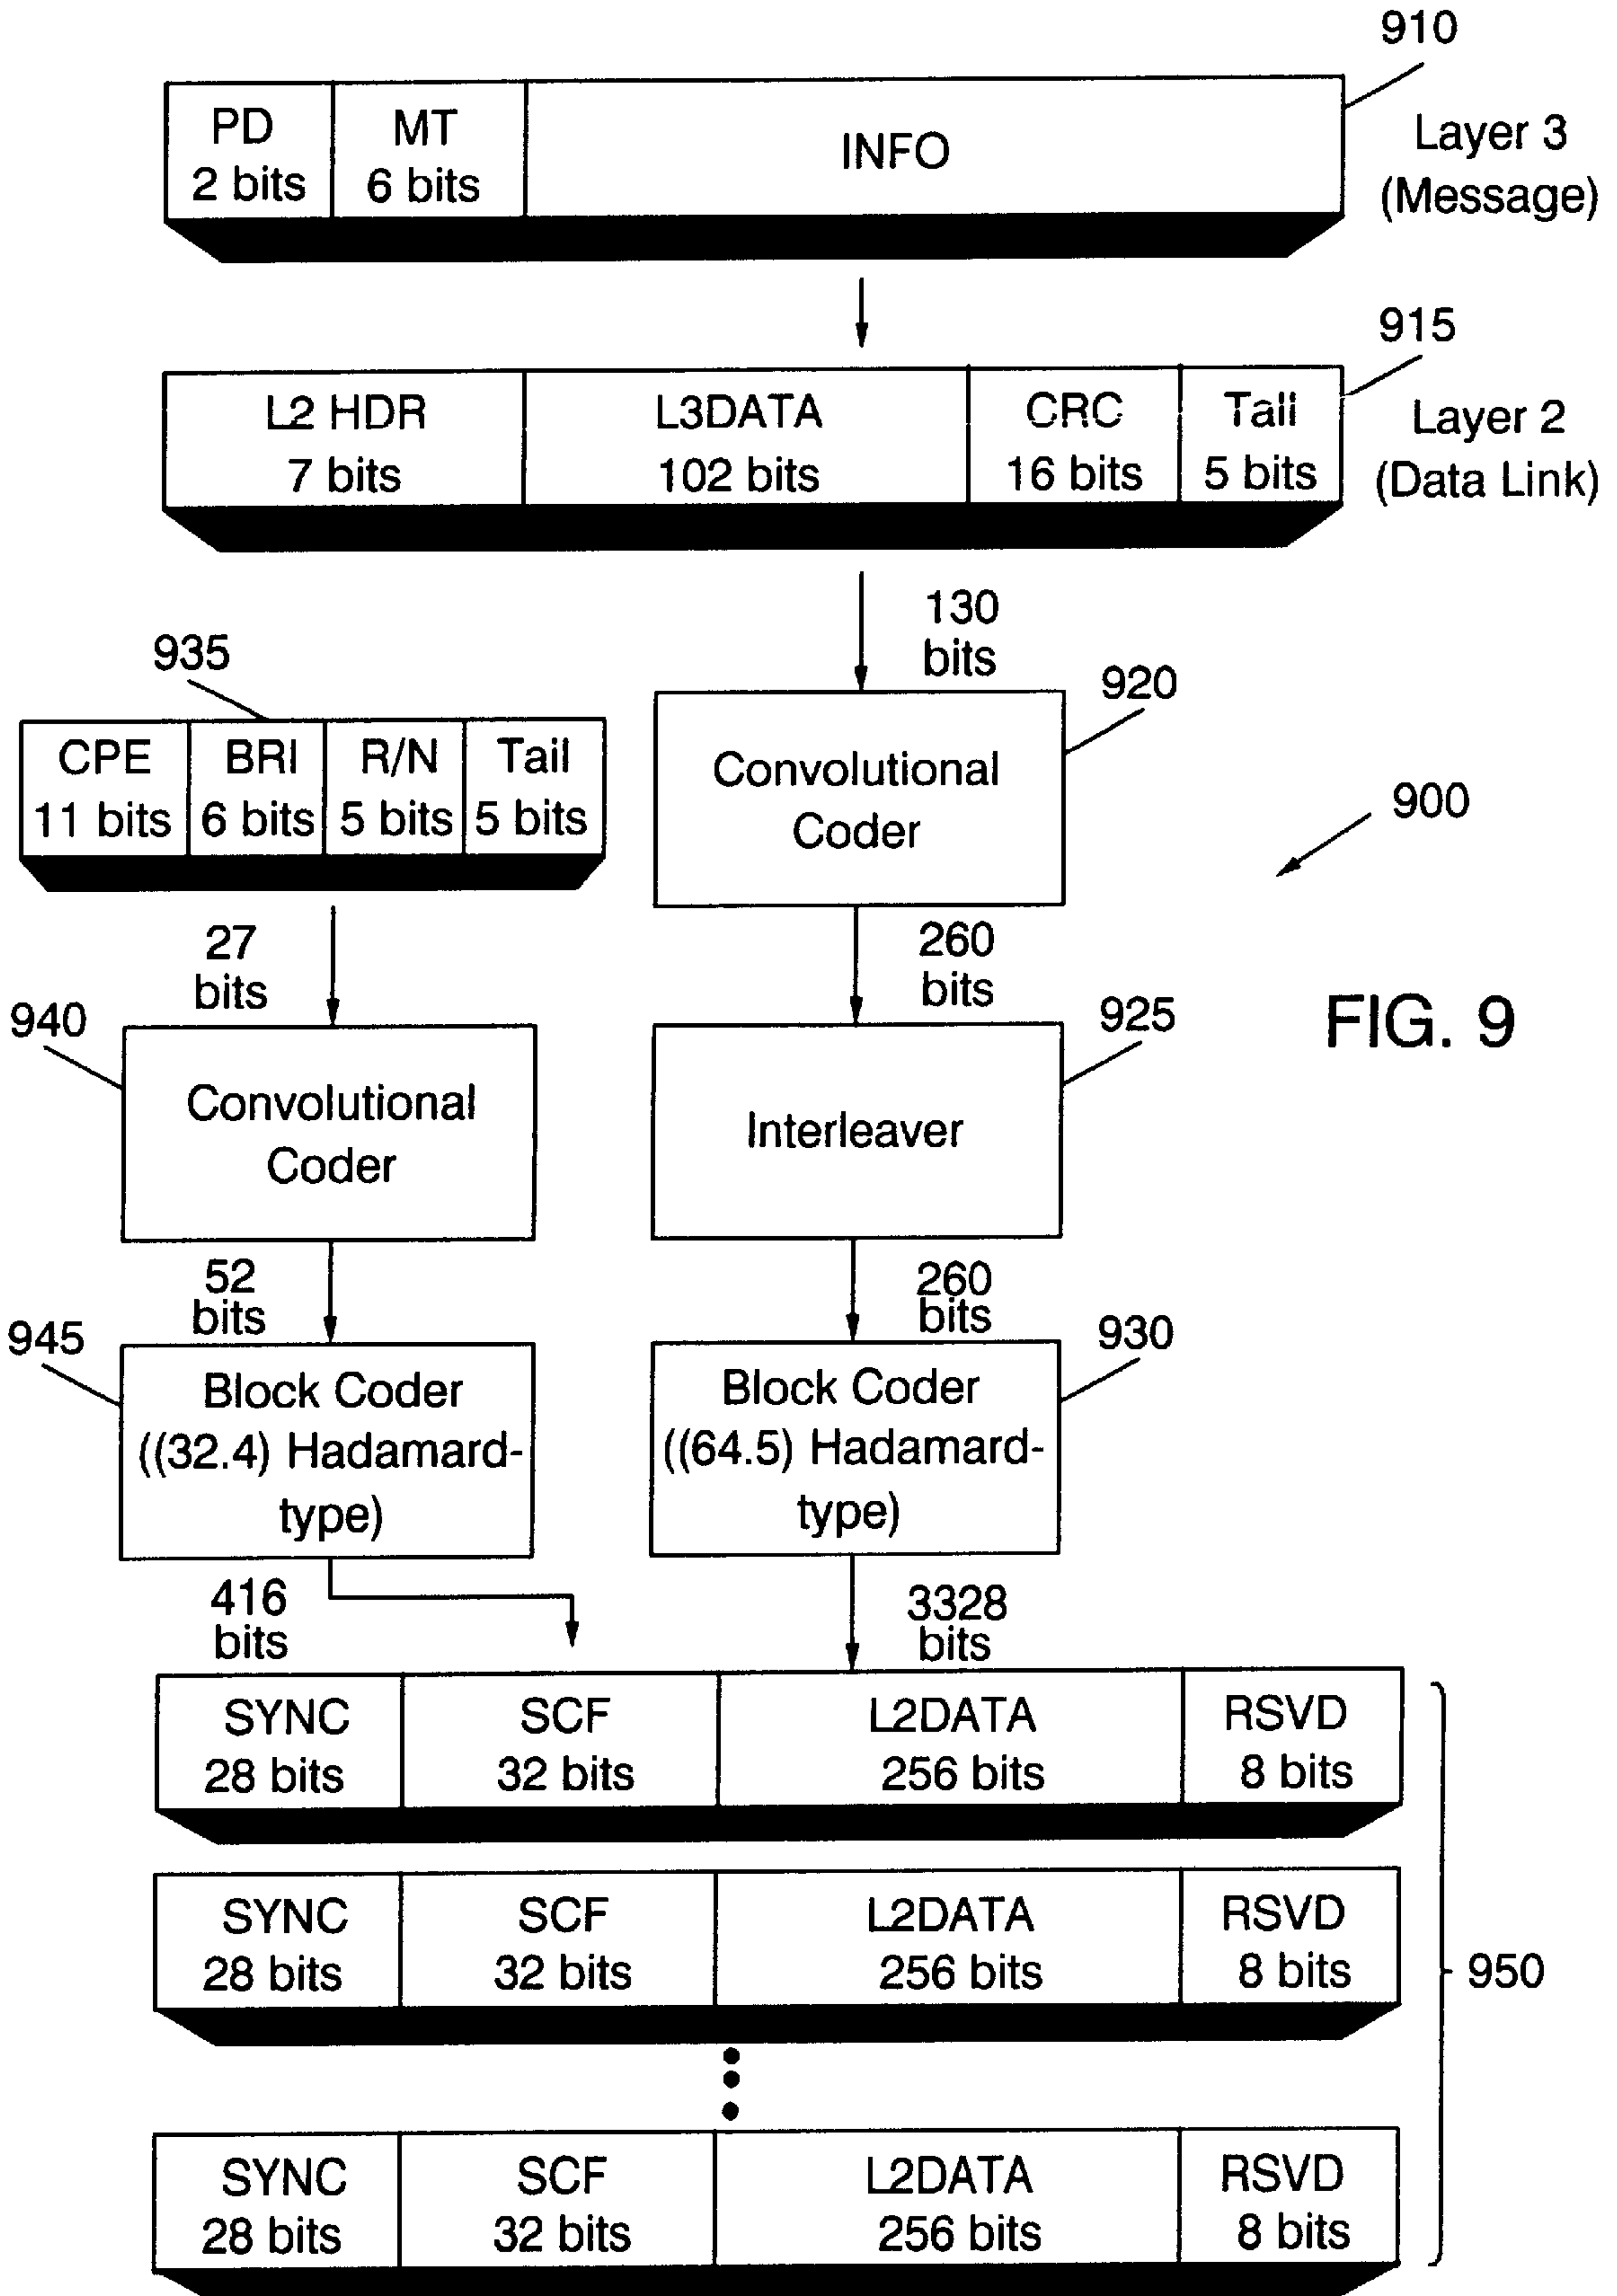 910
PD
2 bits
MT
6 bits
INFO
Layer 3
(Message)
915
L2 HDR
7 bits
L3DATA
102 bits
CRC
16 bits
Tail
5 bits
Layer 2
(Data Link)
130
bits
935
CPE
11 bits
BRI
6 bits
R/N
5 bits
Tail
5 bits
920
Convolutional
Coder
900
27
bits
260
bits
FIG. 9
940
Convolutional
Coder
925
Interleaver
52
bits
260
bits
945
Block Coder
((32.4) Hadamard-
type)
930
Block Coder
((64.5) Hadamard-
type)
416
bits
3328
bits
SYNC
28 bits
SCF
32 bits
L2DATA
256 bits
RSVD
8 bits
SYNC
28 bits
SCF
32 bits
L2DATA
256 bits
RSVD
8 bits
950
SYNC
28 bits
SCF
32 bits
L2DATA
256 bits
RSVD
8 bits